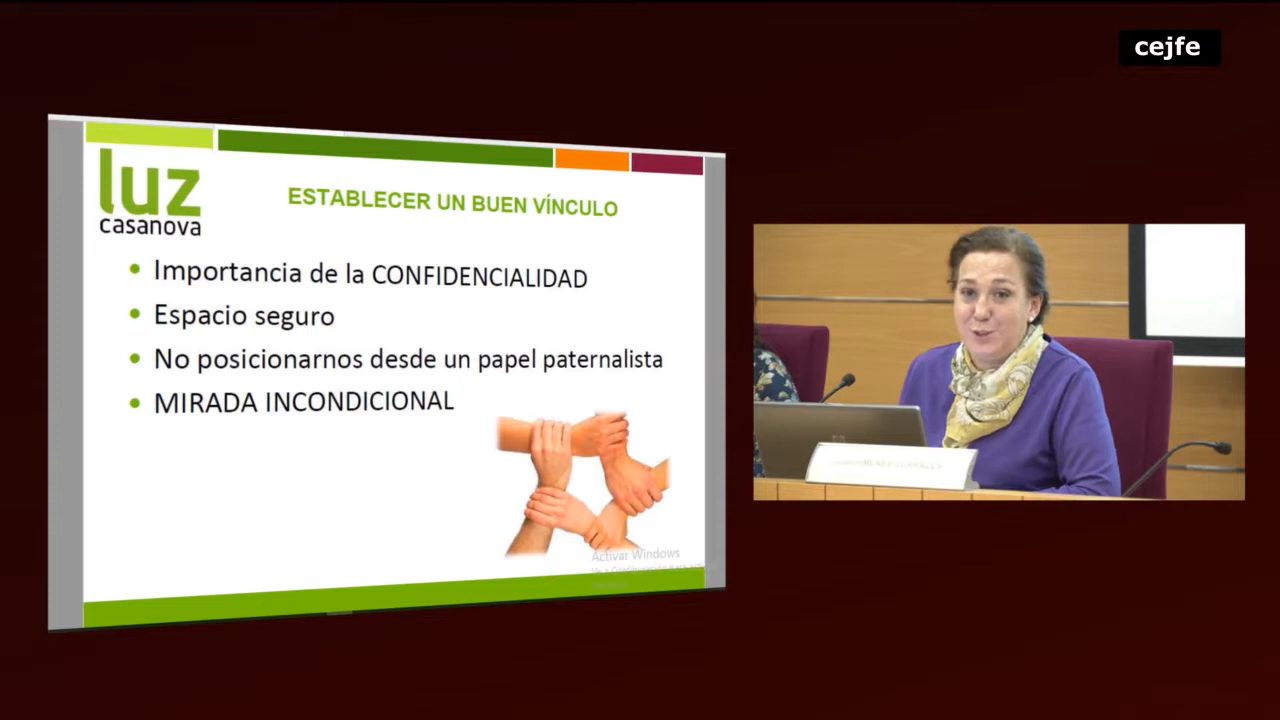 cejfe
luz
casanova
ESTABLECER UN BUEN VÍNCULO
• Importancia de la CONFIDENCIALIDAD
• Espacio seguro
• No posicionarnos desde un papel paternalista
• MIRADA INCONDICIONAL
Activar Windows